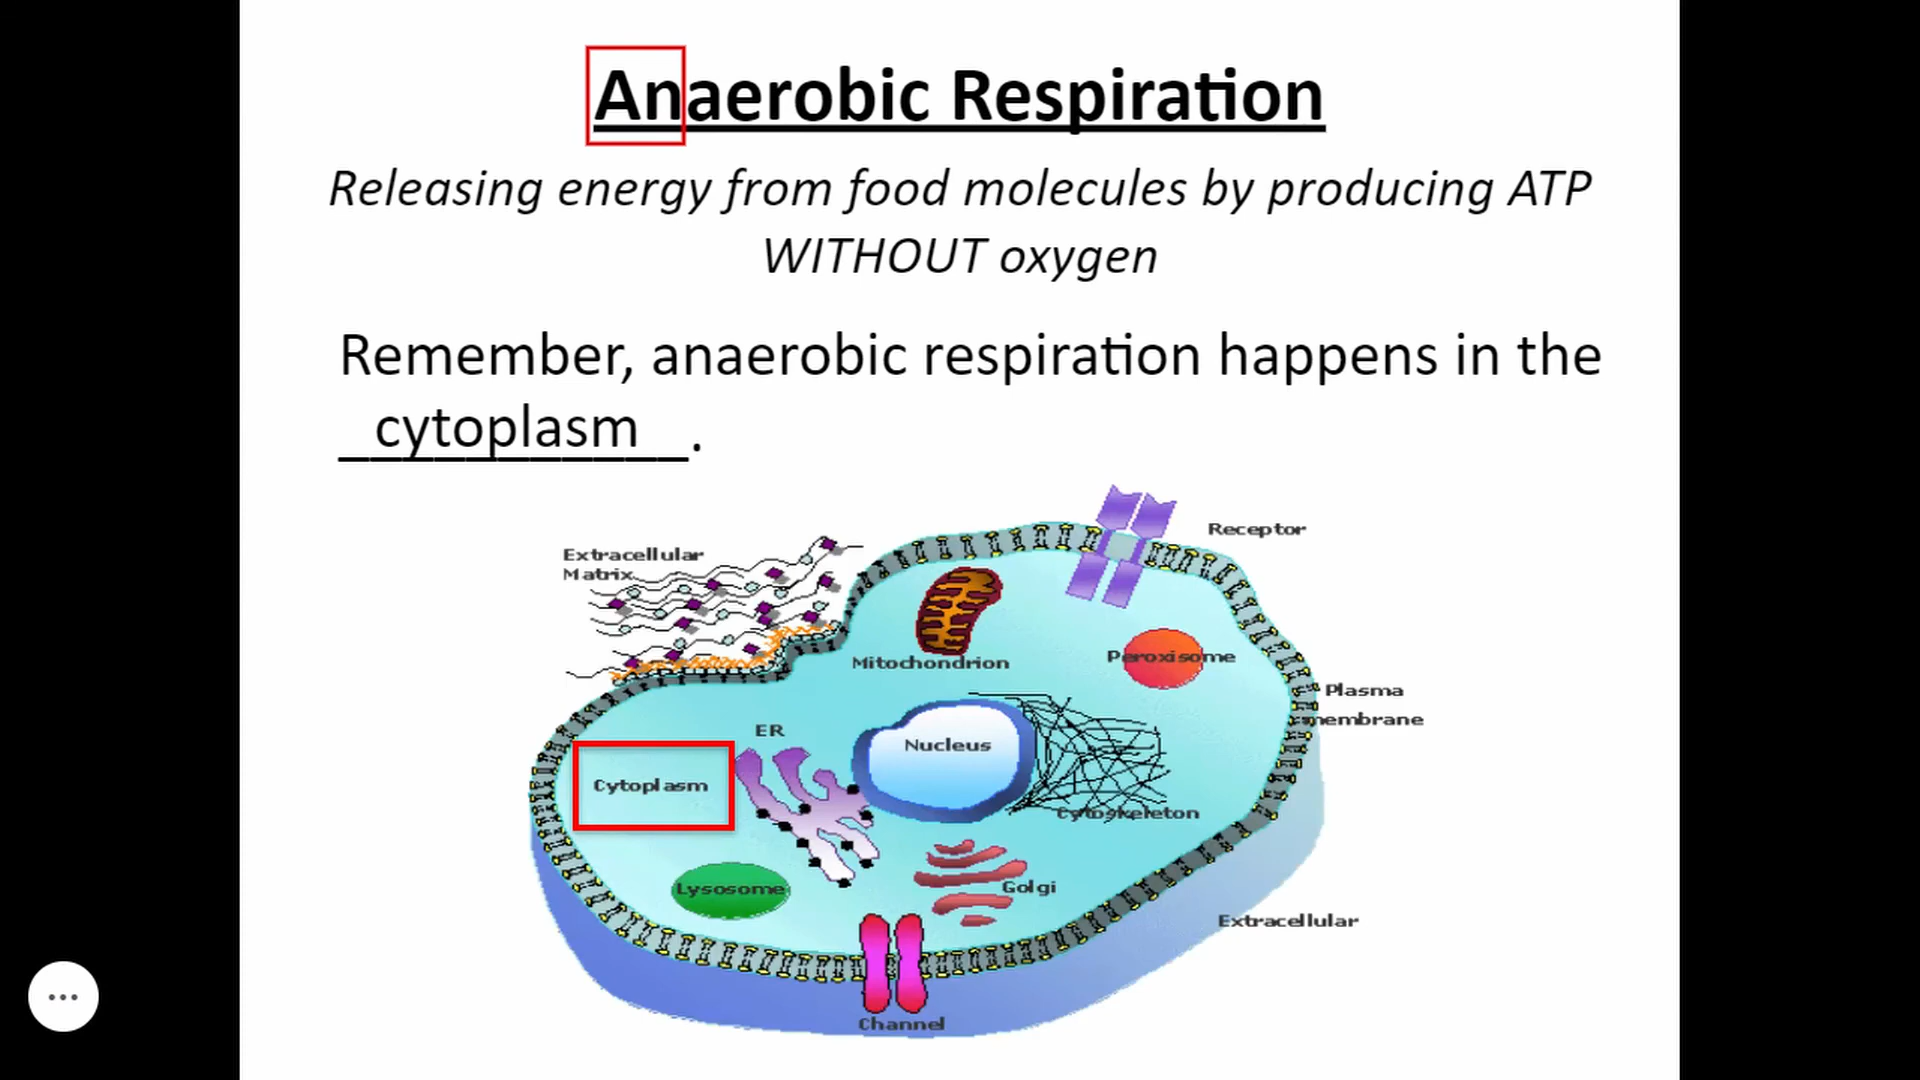 Anaerobic Respiration
Releasing energy from food molecules by producing ATP
WITHOUT oxygen
Remember, anaerobic respiration happens in the
cytoplasm.
Receptor
Extracellular
Matrix
Mitochondrion
Peroxisome
Plasma
membrane
ER
Nucleus
Cytoplasm
Cytoskeleton
Lysosome
Golgi
Extracellular
Channel